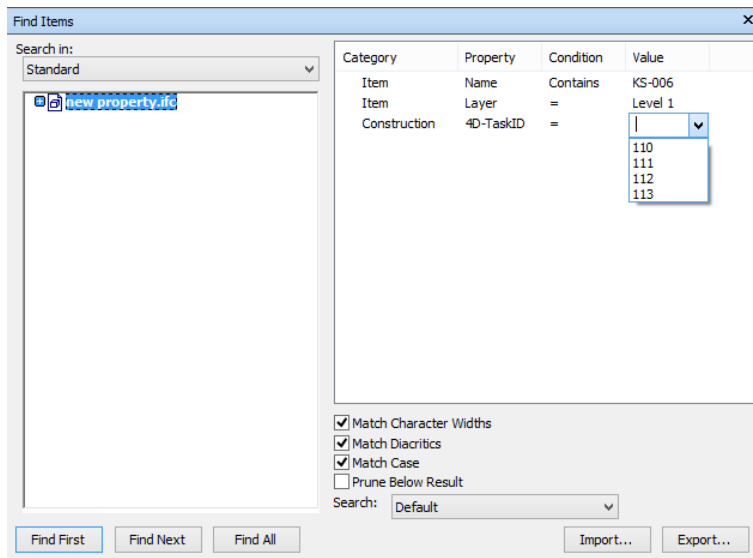 Find Items
Search in:
Standard
new property.ifc
Category Property Condition Value
Item Name Contains KS-006
Item Layer = Level 1
Construction 4D-TaskID =
110
111
112
113
Match Character Widths
Match Diacritics
Match Case
Prune Below Result
Search: Default
Find First Find Next Find All Import... Export...